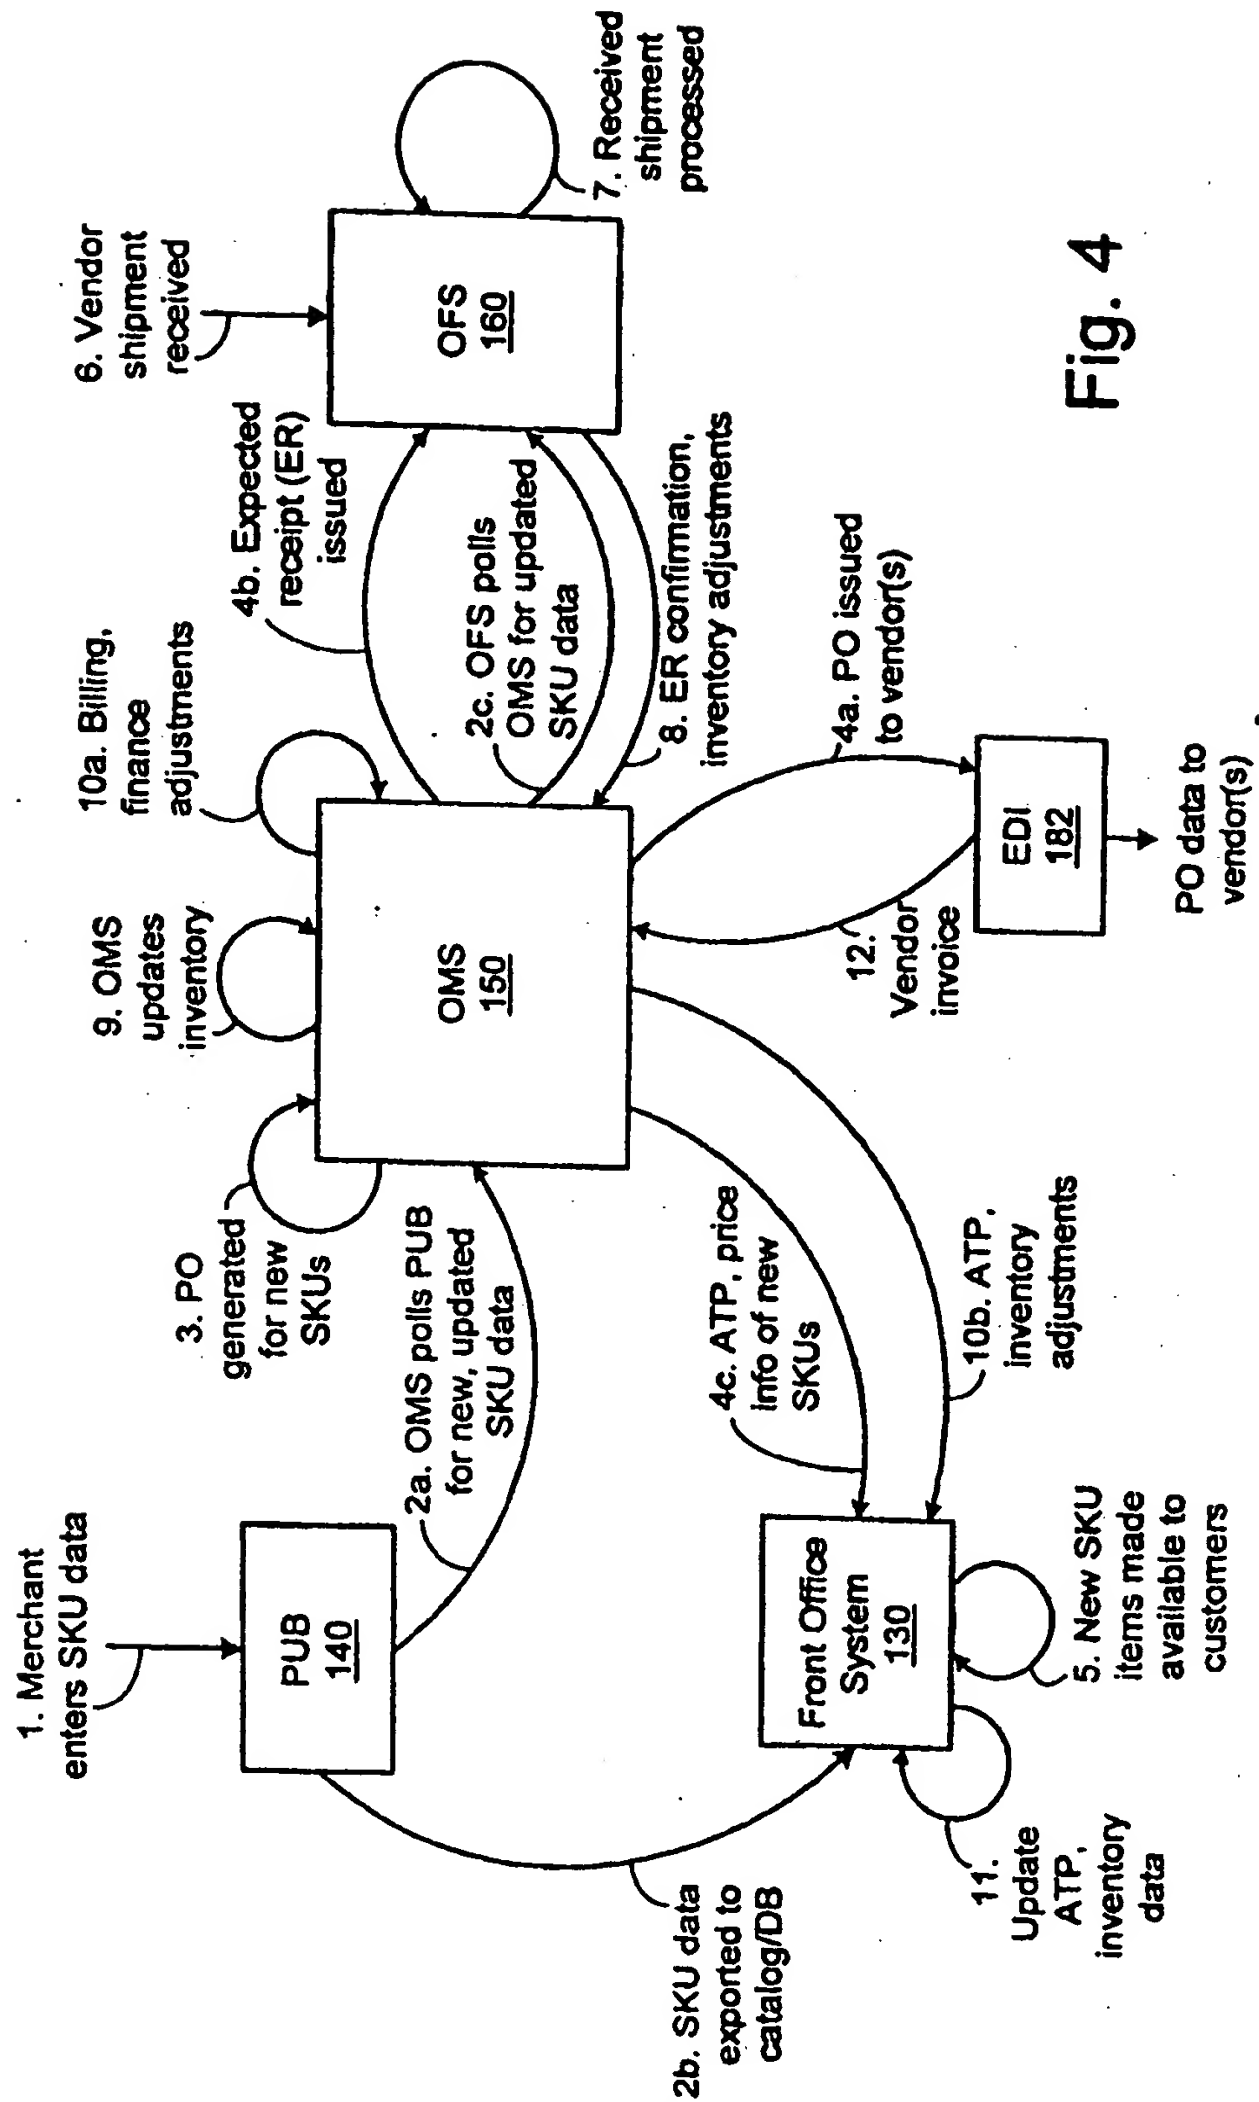 1. Merchant
enters SKU data
PUB
140
2a. OMS polls PUB
for new, updated
SKU data
2b. SKU data
exported to
catalog/DB
3. PO
generated
for new
SKUs
9. OMS
updates
inventory
10a. Billing,
finance
adjustments
OMS
150
4b. Expected
receipt (ER)
issued
2c. OFS polls
OMS for updated
SKU data
8. ER confirmation,
inventory adjustments
6. Vendor
shipment
received
OFS
160
7. Received
shipment
processed
4c. ATP, price
info of new
SKUs
10b. ATP,
inventory
adjustments
Front Office
System
130
5. New SKU
items made
available to
customers
11.
Update
ATP,
inventory
data
12.
Vendor
invoice
4a. PO issued
to vendor(s)
EDI
182
PO data to
vendor(s)
Fig. 4